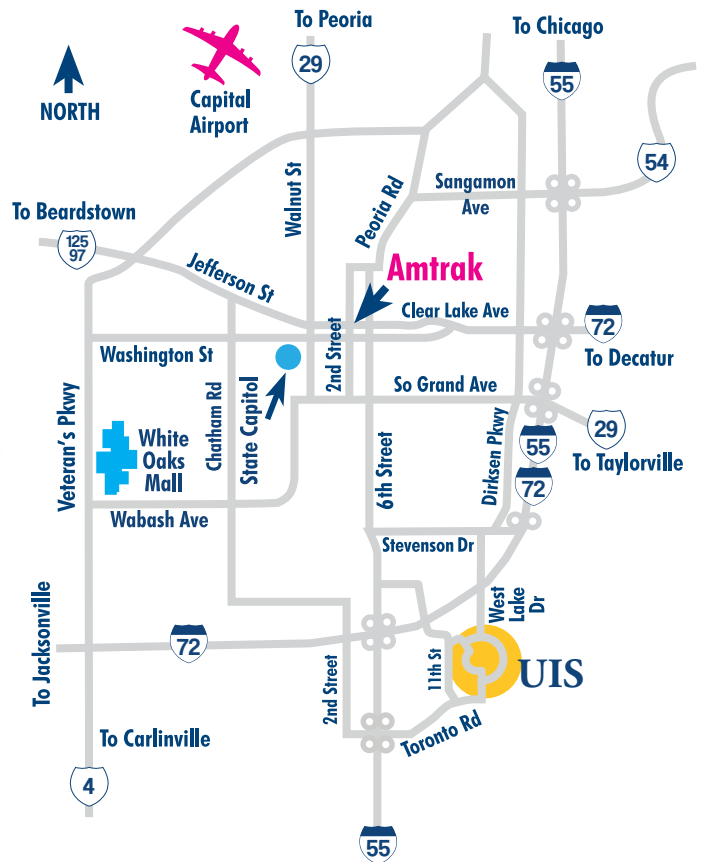 To Peoria
To Chicago
29
55
NORTH
Capital
Airport
54
Walnut St
Sangamon
Ave
Peoria Rd
To Beardstown
125
97
Jefferson St
Amtrak
Clear Lake Ave
72
To Decatur
Washington St
2nd Street
State Capitol
Chatham Rd
So Grand Ave
Veteran's Pkwy
White
Oaks
Mall
6th Street
Dirksen Pkwy
55
29
To Taylorville
72
Wabash Ave
Stevenson Dr
West
Lake
Dr
To Jacksonville
72
11th St
UIS
2nd Street
Toronto Rd
To Carlinville
4
55